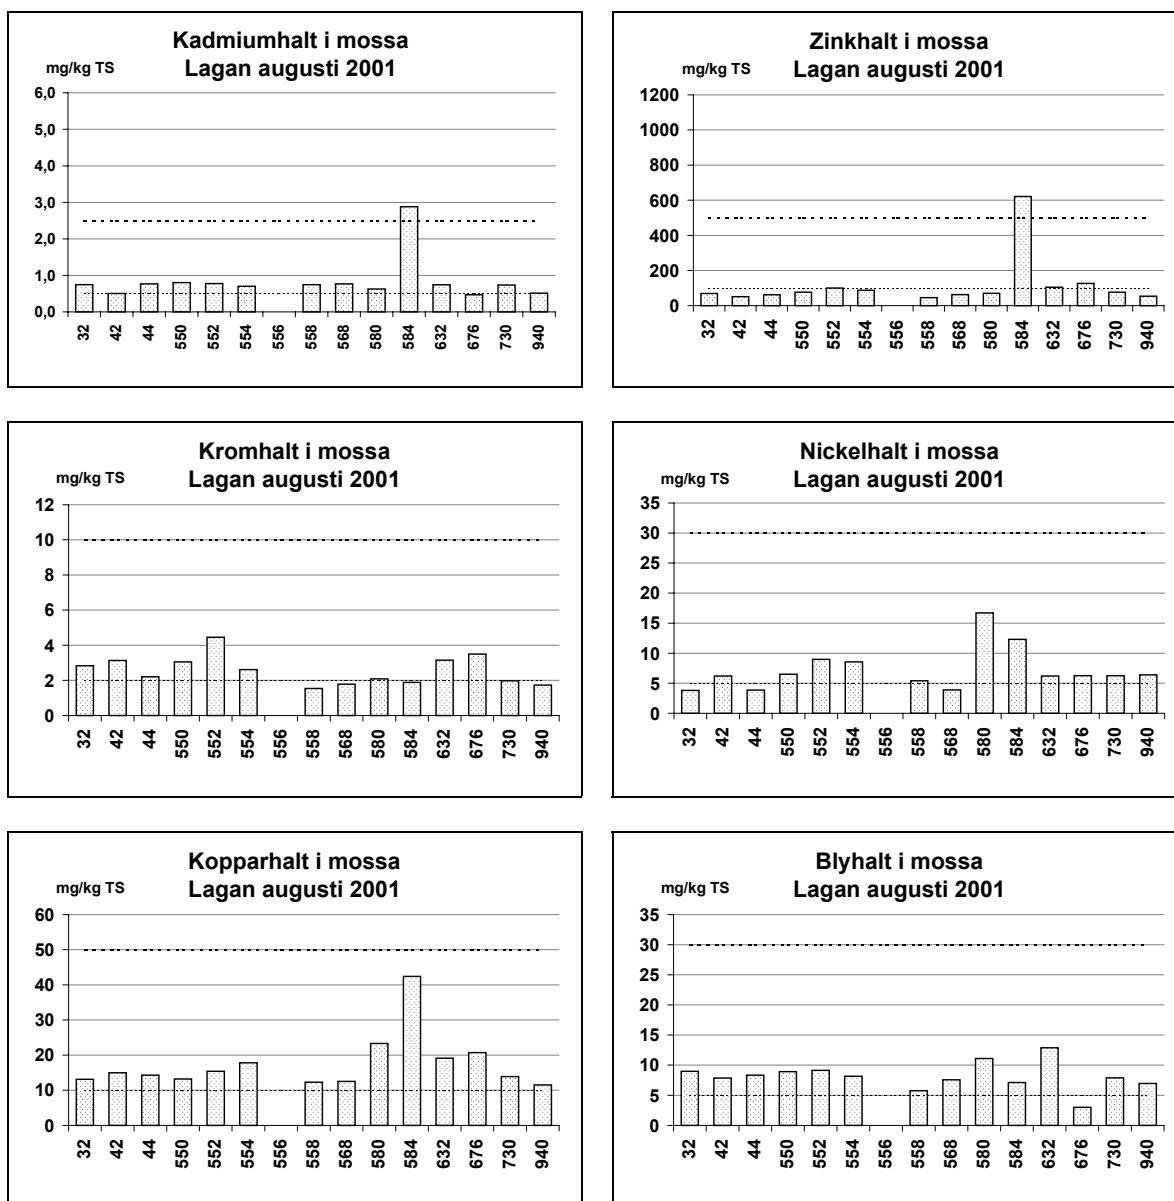 Kadmiumhalt i mossa
Lagan augusti 2001
mg/kg TS
6,0
5,0
4,0
3,0
2,0
1,0
0,0
32 42 44 550 552 554 556 558 568 580 584 632 676 730 940
Zinkhalt i mossa
Lagan augusti 2001
mg/kg TS
1200
1000
800
600
400
200
0
32 42 44 550 552 554 556 558 568 580 584 632 676 730 940
Kromhalt i mossa
Lagan augusti 2001
mg/kg TS
12
10
8
6
4
2
0
32 42 44 550 552 554 556 558 568 580 584 632 676 730 940
Nickelhalt i mossa
Lagan augusti 2001
mg/kg TS
35
30
25
20
15
10
5
0
32 42 44 550 552 554 556 558 568 580 584 632 676 730 940
Kopparhalt i mossa
Lagan augusti 2001
mg/kg TS
60
50
40
30
20
10
0
32 42 44 550 552 554 556 558 568 580 584 632 676 730 940
Blyhalt i mossa
Lagan augusti 2001
mg/kg TS
35
30
25
20
15
10
5
0
32 42 44 550 552 554 556 558 568 580 584 632 676 730 940